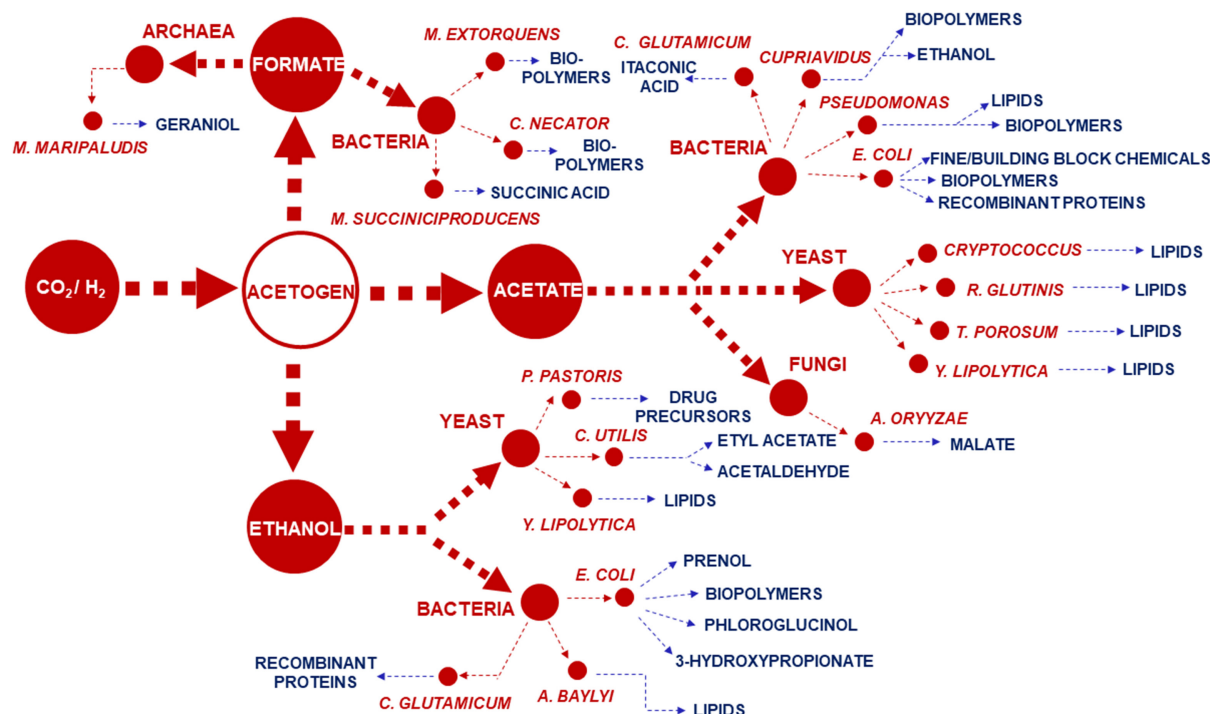 ARCHAEA
FORMATE
M. MARIPALUDIS
GERANIOL
M. EXTORQUENS
BIO-
POLYMERS
BACTERIA
C. NECATOR
BIO-
POLYMERS
SUCCINIC ACID
M. SUCCINICIPRODUCENS
CO2/ H2
ACETOGEN
ACETATE
C. GLUTAMICUM
ITACONIC
ACID
CUPRIAVIDUS
BIOPOLYMERS
ETHANOL
PSEUDOMONAS
LIPIDS
BIOPOLYMERS
BACTERIA
E. COLI
FINE/BUILDING BLOCK CHEMICALS
BIOPOLYMERS
RECOMBINANT PROTEINS
YEAST
CRYPTOCOCCUS
LIPIDS
R. GLUTINIS
LIPIDS
T. POROSUM
LIPIDS
Y. LIPOLYTICA
LIPIDS
FUNGI
A. ORYYZAE
MALATE
ETHANOL
YEAST
P. PASTORIS
DRUG
PRECURSORS
C. UTILIS
ETYL ACETATE
ACETALDEHYDE
Y. LIPOLYTICA
LIPIDS
BACTERIA
E. COLI
PRENOL
BIOPOLYMERS
PHLOROGLUCINOL
3-HYDROXYPROPIONATE
RECOMBINANT
PROTEINS
C. GLUTAMICUM
A. BAYLYI
LIPIDS